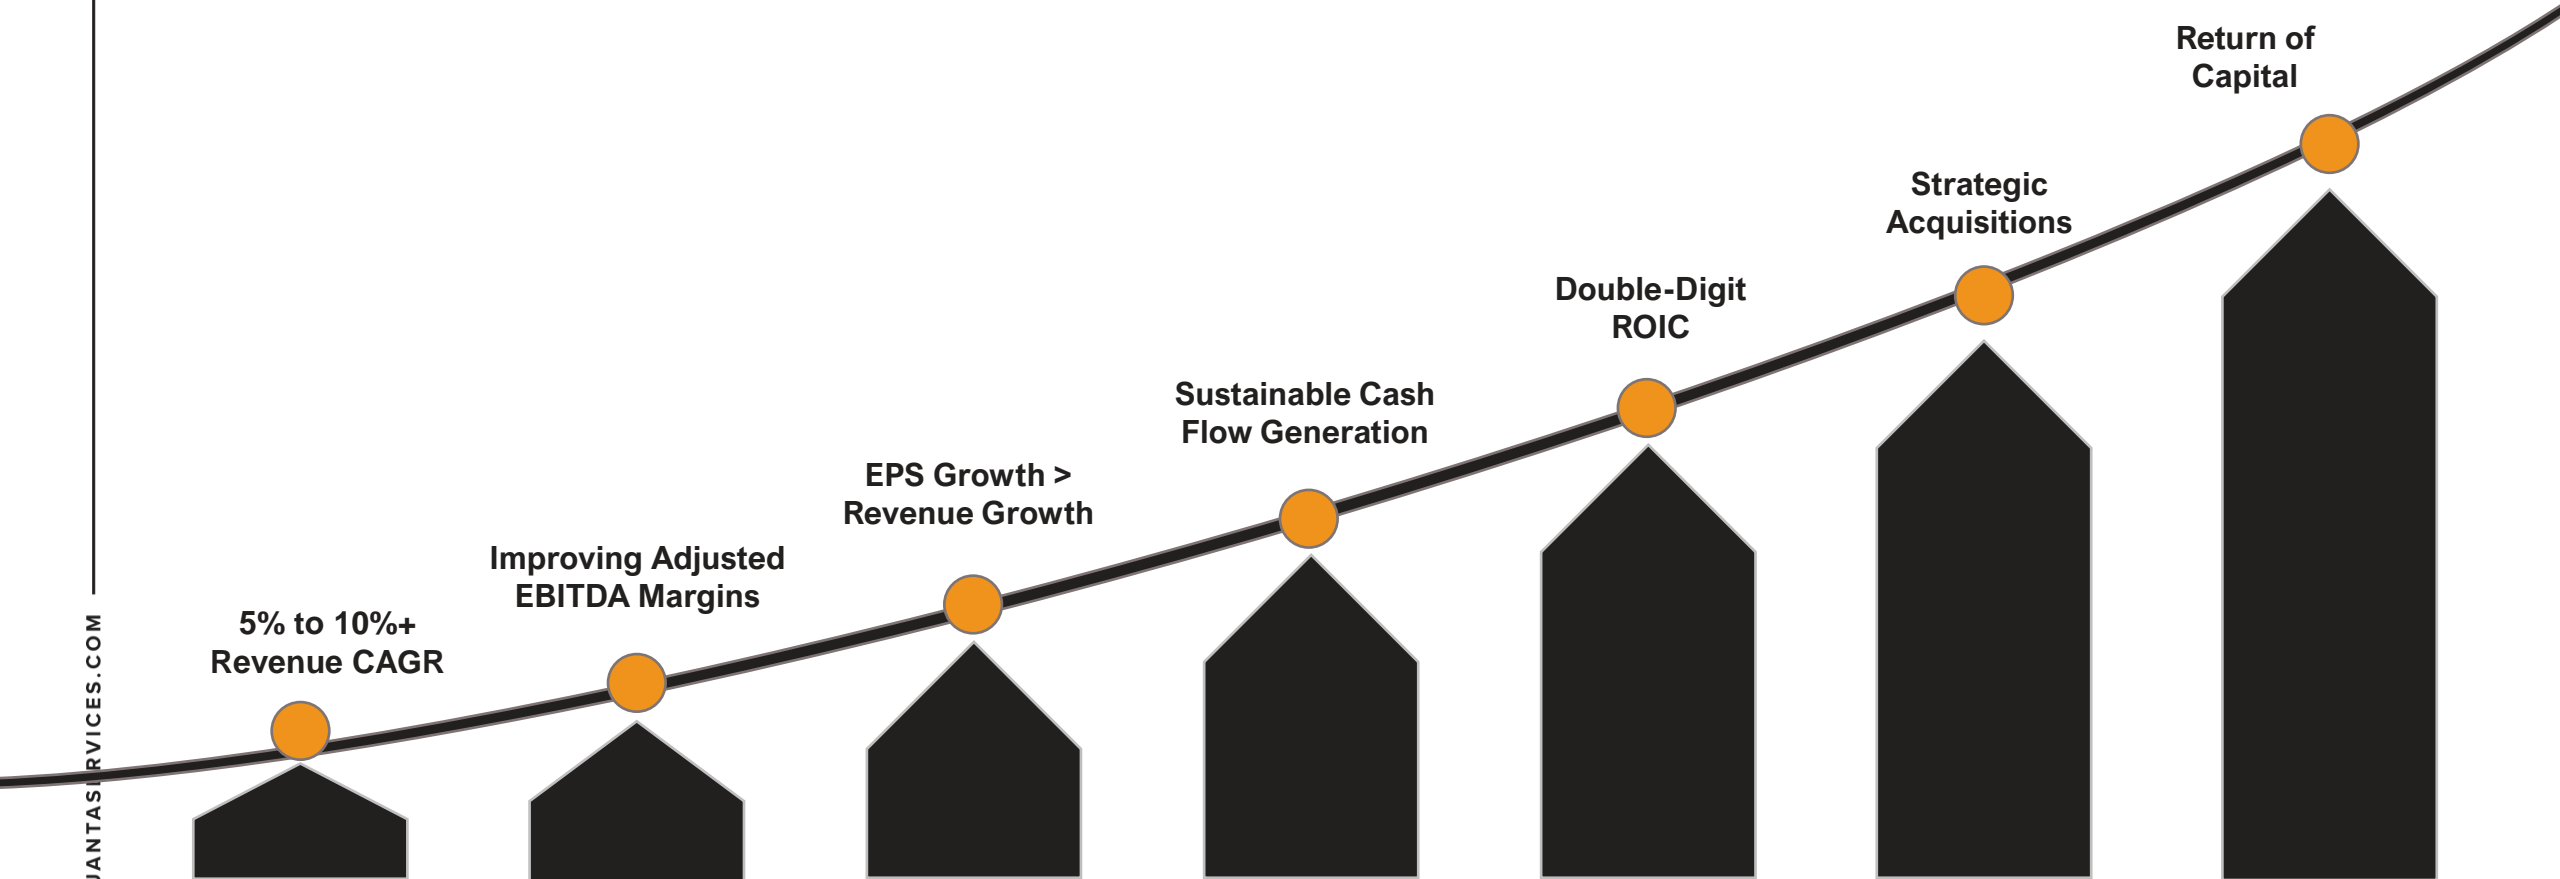 Return of
Capital
Strategic
Acquisitions
Double-Digit
ROIC
Sustainable Cash
Flow Generation
EPS Growth >
Revenue Growth
Improving Adjusted
EBITDA Margins
5% to 10%+
Revenue CAGR